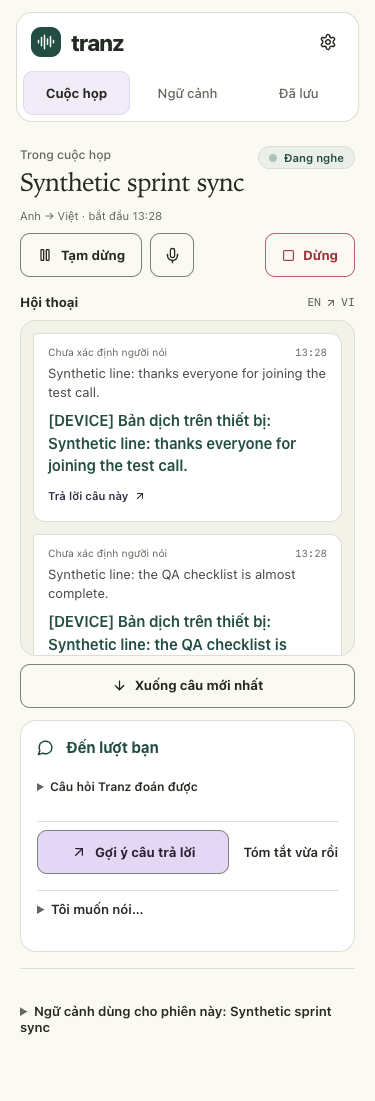 tranz
Cuộc họp
Ngữ cảnh
Đã lưu
Trong cuộc họp
Đang nghe
Synthetic sprint sync
Anh → Việt · bắt đầu 13:28
Tạm dừng
Dừng
Hội thoại
EN ↗ VI
Chưa xác định người nói
13:28
Synthetic line: thanks everyone for joining the
test call.
[DEVICE] Bản dịch trên thiết bị:
Synthetic line: thanks everyone for
joining the test call.
Trả lời câu này ↗
Chưa xác định người nói
13:28
Synthetic line: the QA checklist is almost
complete.
[DEVICE] Bản dịch trên thiết bị:
Synthetic line: the QA checklist is
↓ Xuống câu mới nhất
Đến lượt bạn
▶ Câu hỏi Tranz đoán được
↗ Gợi ý câu trả lời
Tóm tắt vừa rồi
▶ Tôi muốn nói...
▶ Ngữ cảnh dùng cho phiên này: Synthetic sprint
sync